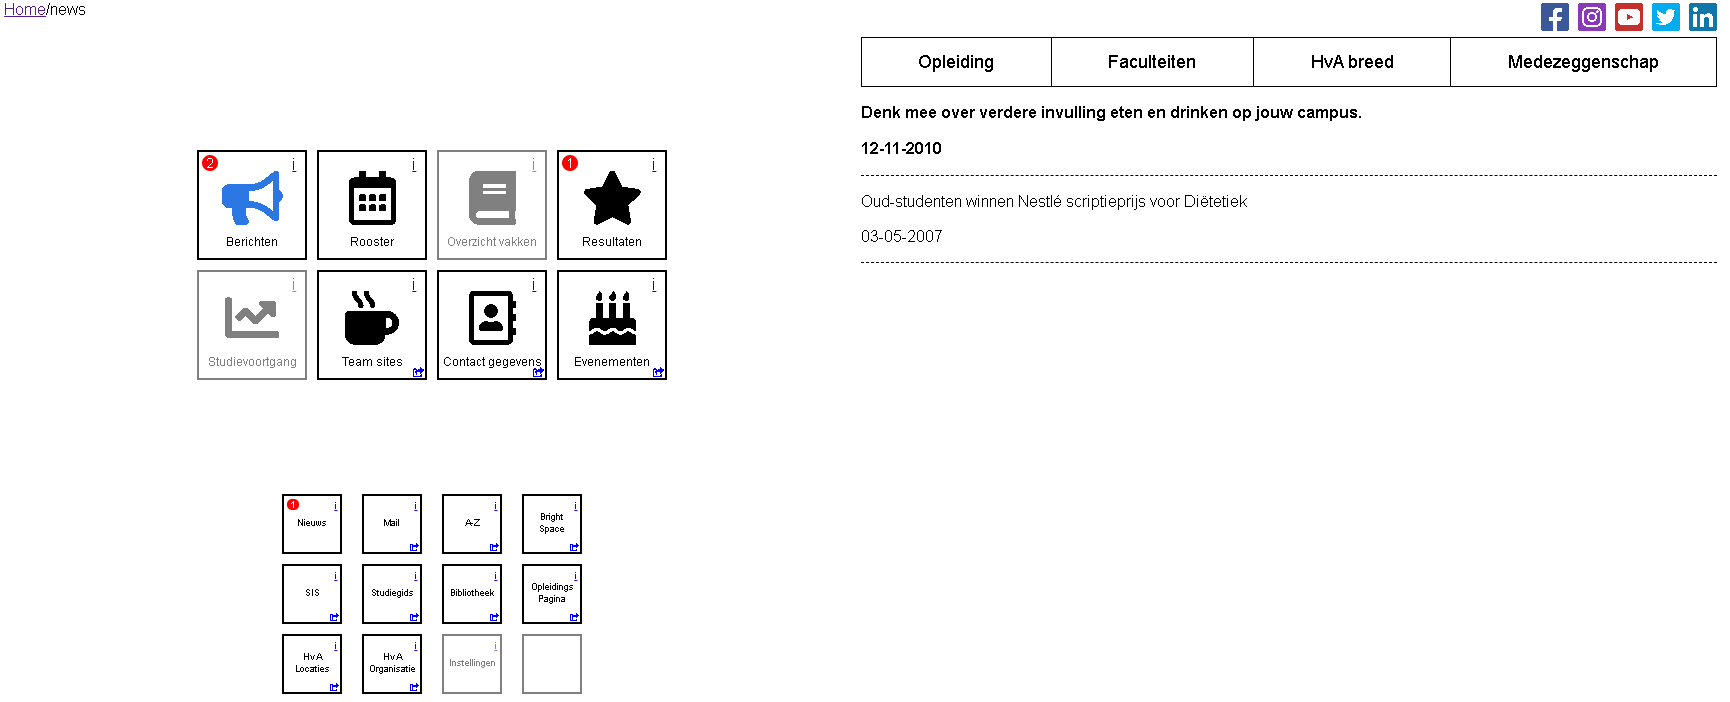 Home/news
2
i
Berichten
i
Rooster
i
Overzicht vakken
1
i
Resultaten
i
Studievoortgang
i
Team sites
i
Contact gegevens
i
Evenementen
1
i
Nieuws
i
Mail
i
A-Z
i
Bright
Space
i
SIS
i
Studiegids
i
Bibliotheek
i
Opleidings
Pagina
i
HvA
Locaties
i
HvA
Organisatie
i
Instellingen
Opleiding
Faculteiten
HvA breed
Medezeggenschap
Denk mee over verdere invulling eten en drinken op jouw campus.
12-11-2010
Oud-studenten winnen Nestlé scriptieprijs voor Diëtetiek
03-05-2007